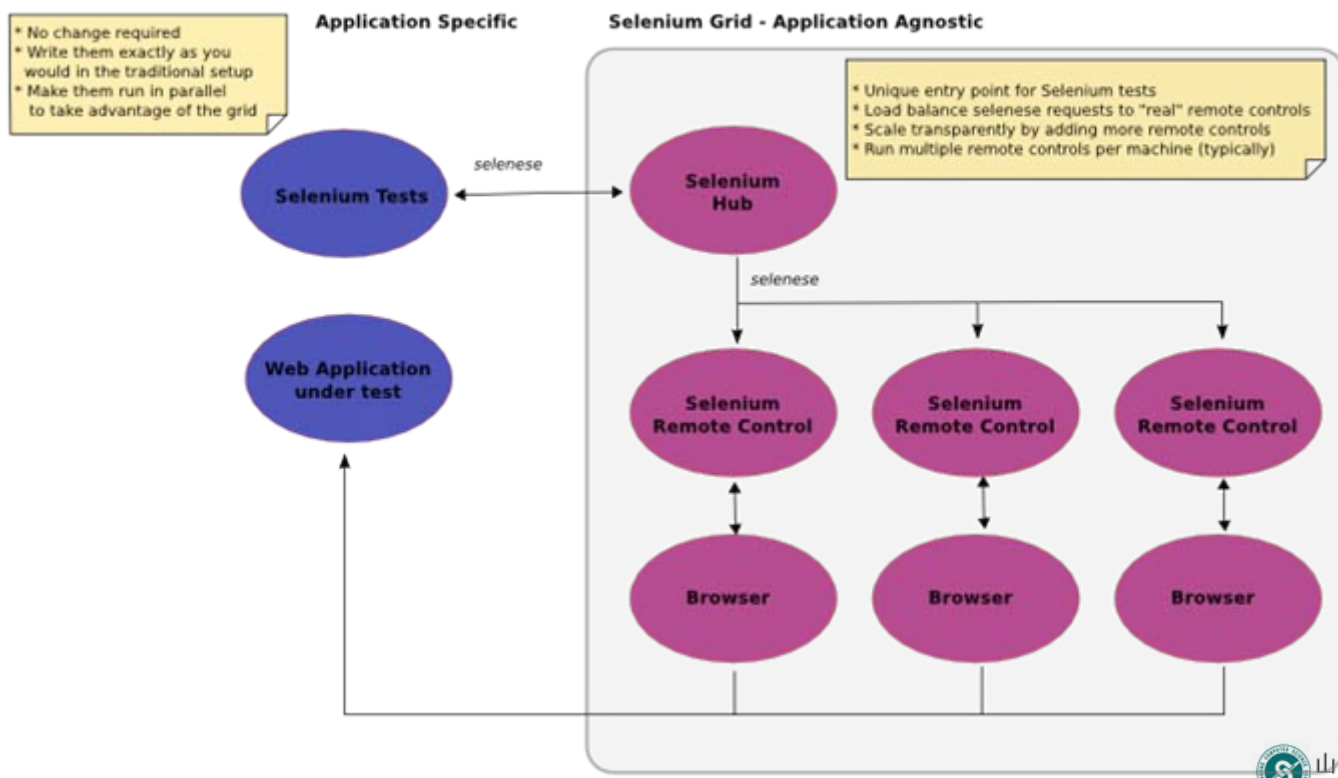 Application Specific
Selenium Grid - Application Agnostic
* No change required
* Write them exactly as you
would in the traditional setup
* Make them run in parallel
to take advantage of the grid
* Unique entry point for Selenium tests
* Load balance selenese requests to "real" remote controls
* Scale transparently by adding more remote controls
* Run multiple remote controls per machine (typically)
selenese
Selenium Tests
Selenium
Hub
selenese
Web Application
under test
Selenium
Remote Control
Selenium
Remote Control
Selenium
Remote Control
Browser
Browser
Browser